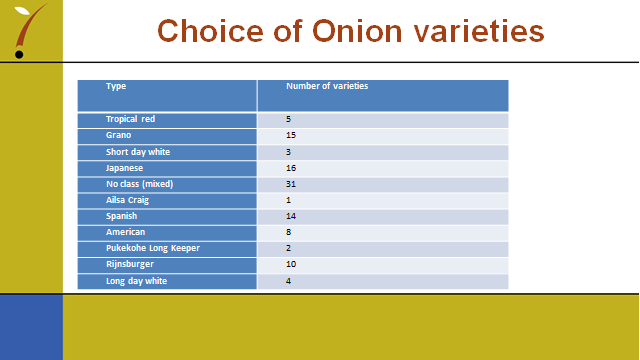 Choice of Onion varieties
Type Number of varieties
Tropical red 5
Grano 15
Short day white 3
Japanese 16
No class (mixed) 31
Ailsa Craig 1
Spanish 14
American 8
Pukekohe Long Keeper 2
Rijnsburger 10
Long day white 4